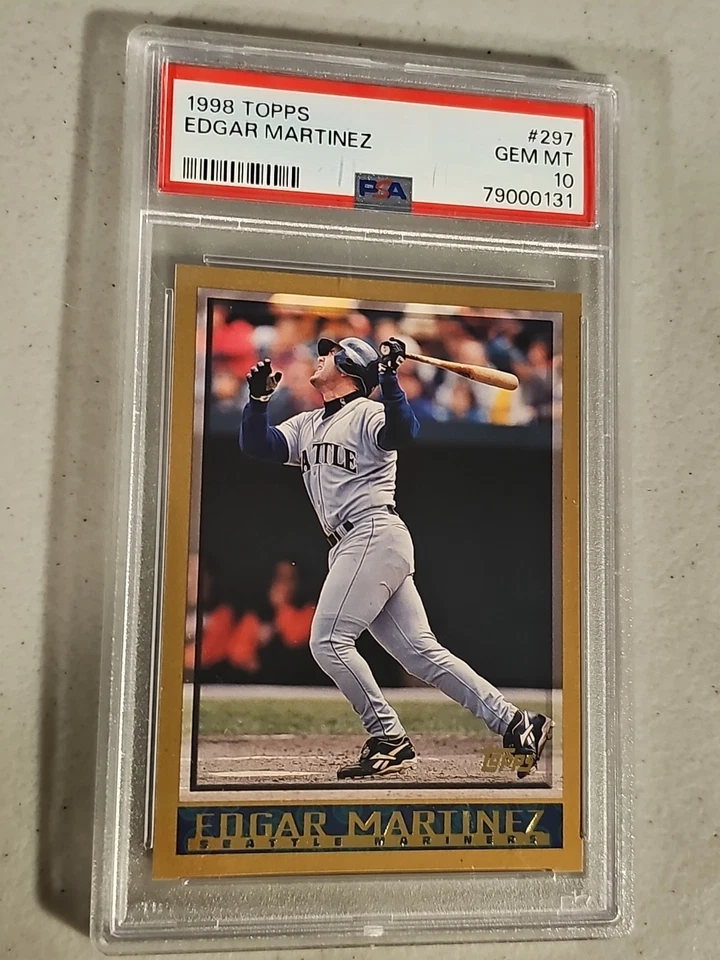 1998 TOPPS
EDGAR MARTINEZ
#297
GEM MT
10
79000131
PSA
ATTLE
Topps
EDGAR MARTINEZ
SEATTLE MARINERS